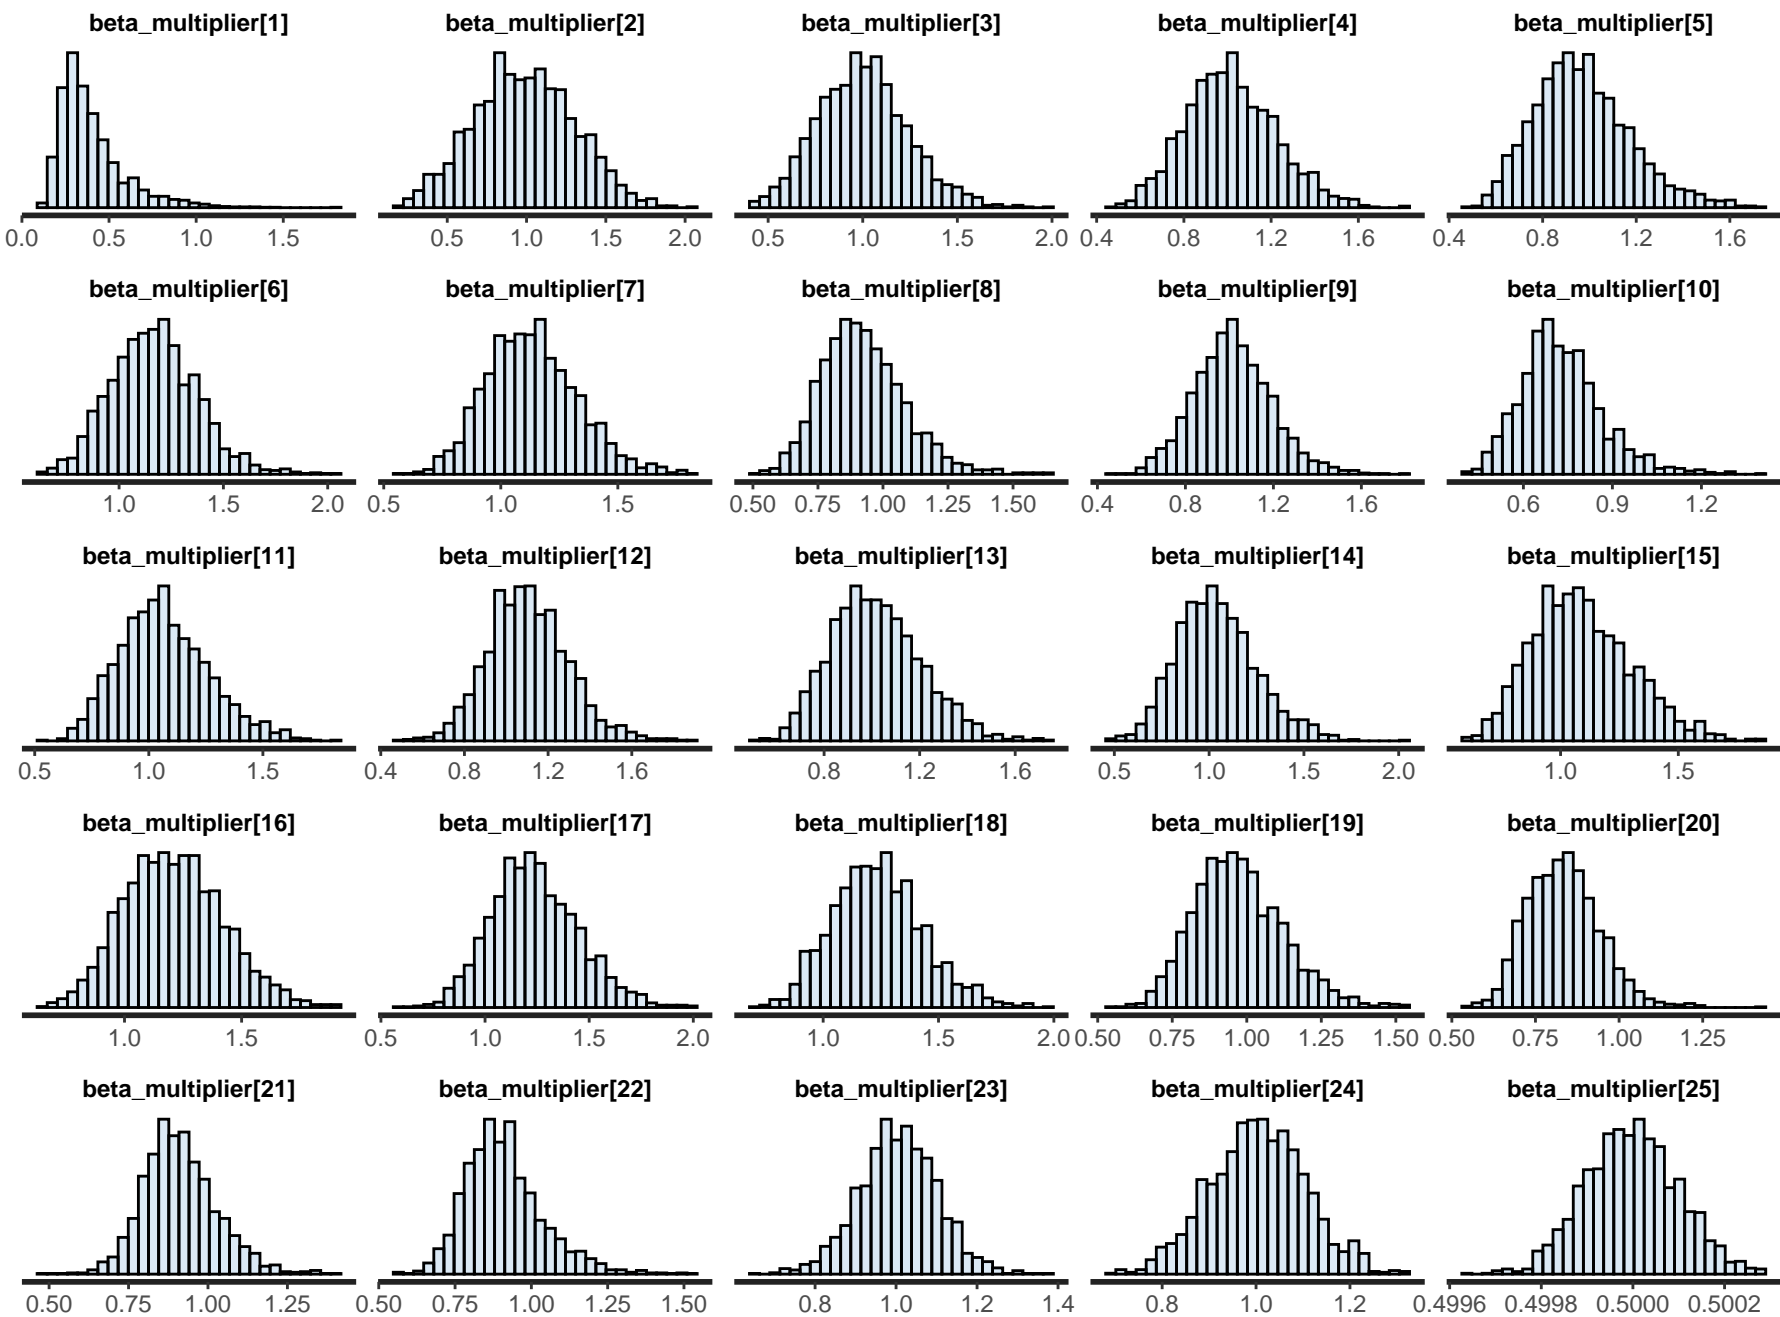 beta_multiplier[1] beta_multiplier[2] beta_multiplier[3] beta_multiplier[4] beta_multiplier[5]
0.0 0.5 1.0 1.5 0.5 1.0 1.5 2.0 0.5 1.0 1.5 2.0 0.4 0.8 1.2 1.6 0.4 0.8 1.2 1.6
beta_multiplier[6] beta_multiplier[7] beta_multiplier[8] beta_multiplier[9] beta_multiplier[10]
1.0 1.5 2.0 0.5 1.0 1.5 0.50 0.75 1.00 1.25 1.50 0.4 0.8 1.2 1.6 0.6 0.9 1.2
beta_multiplier[11] beta_multiplier[12] beta_multiplier[13] beta_multiplier[14] beta_multiplier[15]
0.5 1.0 1.5 0.4 0.8 1.2 1.6 0.8 1.2 1.6 0.5 1.0 1.5 2.0 1.0 1.5
beta_multiplier[16] beta_multiplier[17] beta_multiplier[18] beta_multiplier[19] beta_multiplier[20]
1.0 1.5 0.5 1.0 1.5 2.0 1.0 1.5 2.0 0.50 0.75 1.00 1.25 1.50 0.50 0.75 1.00 1.25
beta_multiplier[21] beta_multiplier[22] beta_multiplier[23] beta_multiplier[24] beta_multiplier[25]
0.50 0.75 1.00 1.25 0.50 0.75 1.00 1.25 1.50 0.8 1.0 1.2 1.4 0.8 1.0 1.2 0.4996 0.4998 0.5000 0.5002